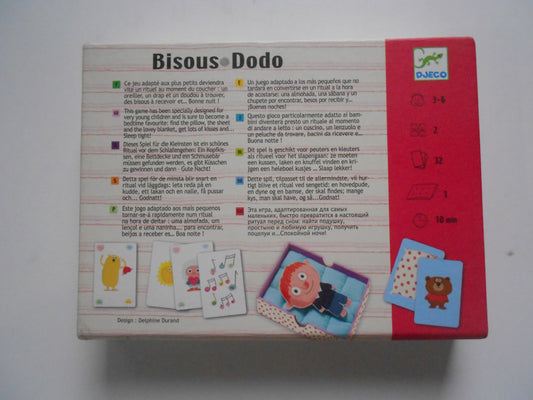 Bisous Dodo
DJECO
F
Ce jeu adapté aux plus petits deviendra
vite un rituel au moment du coucher : un
oreiller, un drap et un doudou à trouver,
des bisous à recevoir et... Bonne nuit !
This game has been specially designed for
very young children and is sure to become a
bedtime favourite: find the pillow, the sheet
and the lovey blanket, get lots of kisses and...
Sleep tight!
Dieses Spiel für die Kleinsten ist ein schönes
Ritual vor dem Schlafengehen: Ein Kopfkis-
sen, eine Bettdecke und ein Schmusebär
müssen gefunden werden, es gibt Küsschen
zu gewinnen und dann - Gute Nacht!
S
Detta spel för de minsta blir snart en
ritual vid läggdags: leta reda på en
kudde, ett lakan och en nalle, få pussar
och... Godnatt!
P
Este jogo adaptado aos mais pequenos
tornar-se-á rapidamente num ritual
na hora de deitar: uma almofada, um
lençol e uma naninha... para encontrar,
beijos a receber e... Boa noite !
E
Un juego adaptado a los más pequeños que no
tardará en convertirse en un ritual a la hora
de acostarse: una almohada, una sábana y un
chupete por encontrar, besos por recibir y...
¡Buenas noches!
Questo gioco particolarmente adatto ai bam-
bini diventerà presto un rituale al momento
di andare a letto : un cuscino, un lenzuolo e
un peluche da trovare, bacini da ricevere e...
Buona notte !
Dit spel is geschikt voor peuters en kleuters
als ritueel voor het slapengaan: ze moeten
een kussen, laken en knuffel vinden en krij-
gen een heleboel kusjes ... Slaap lekker!
Dette spil, tilpasset til de allermindste, vil hur-
tigt blive et ritual ved sengetid: en hovedpude,
en dyne og en bamse, der skal findes; mange
kys, man skal have, og så...Godnat!
Эта игра, адаптированная для самых
маленьких, быстро превратится в настоящий
ритуал перед сном: найти подушку,
простыню и любимую игрушку, получить
поцелуи и...Спокойной ночи!
3-6
2
32
1
10 min
Design : Delphine Durand